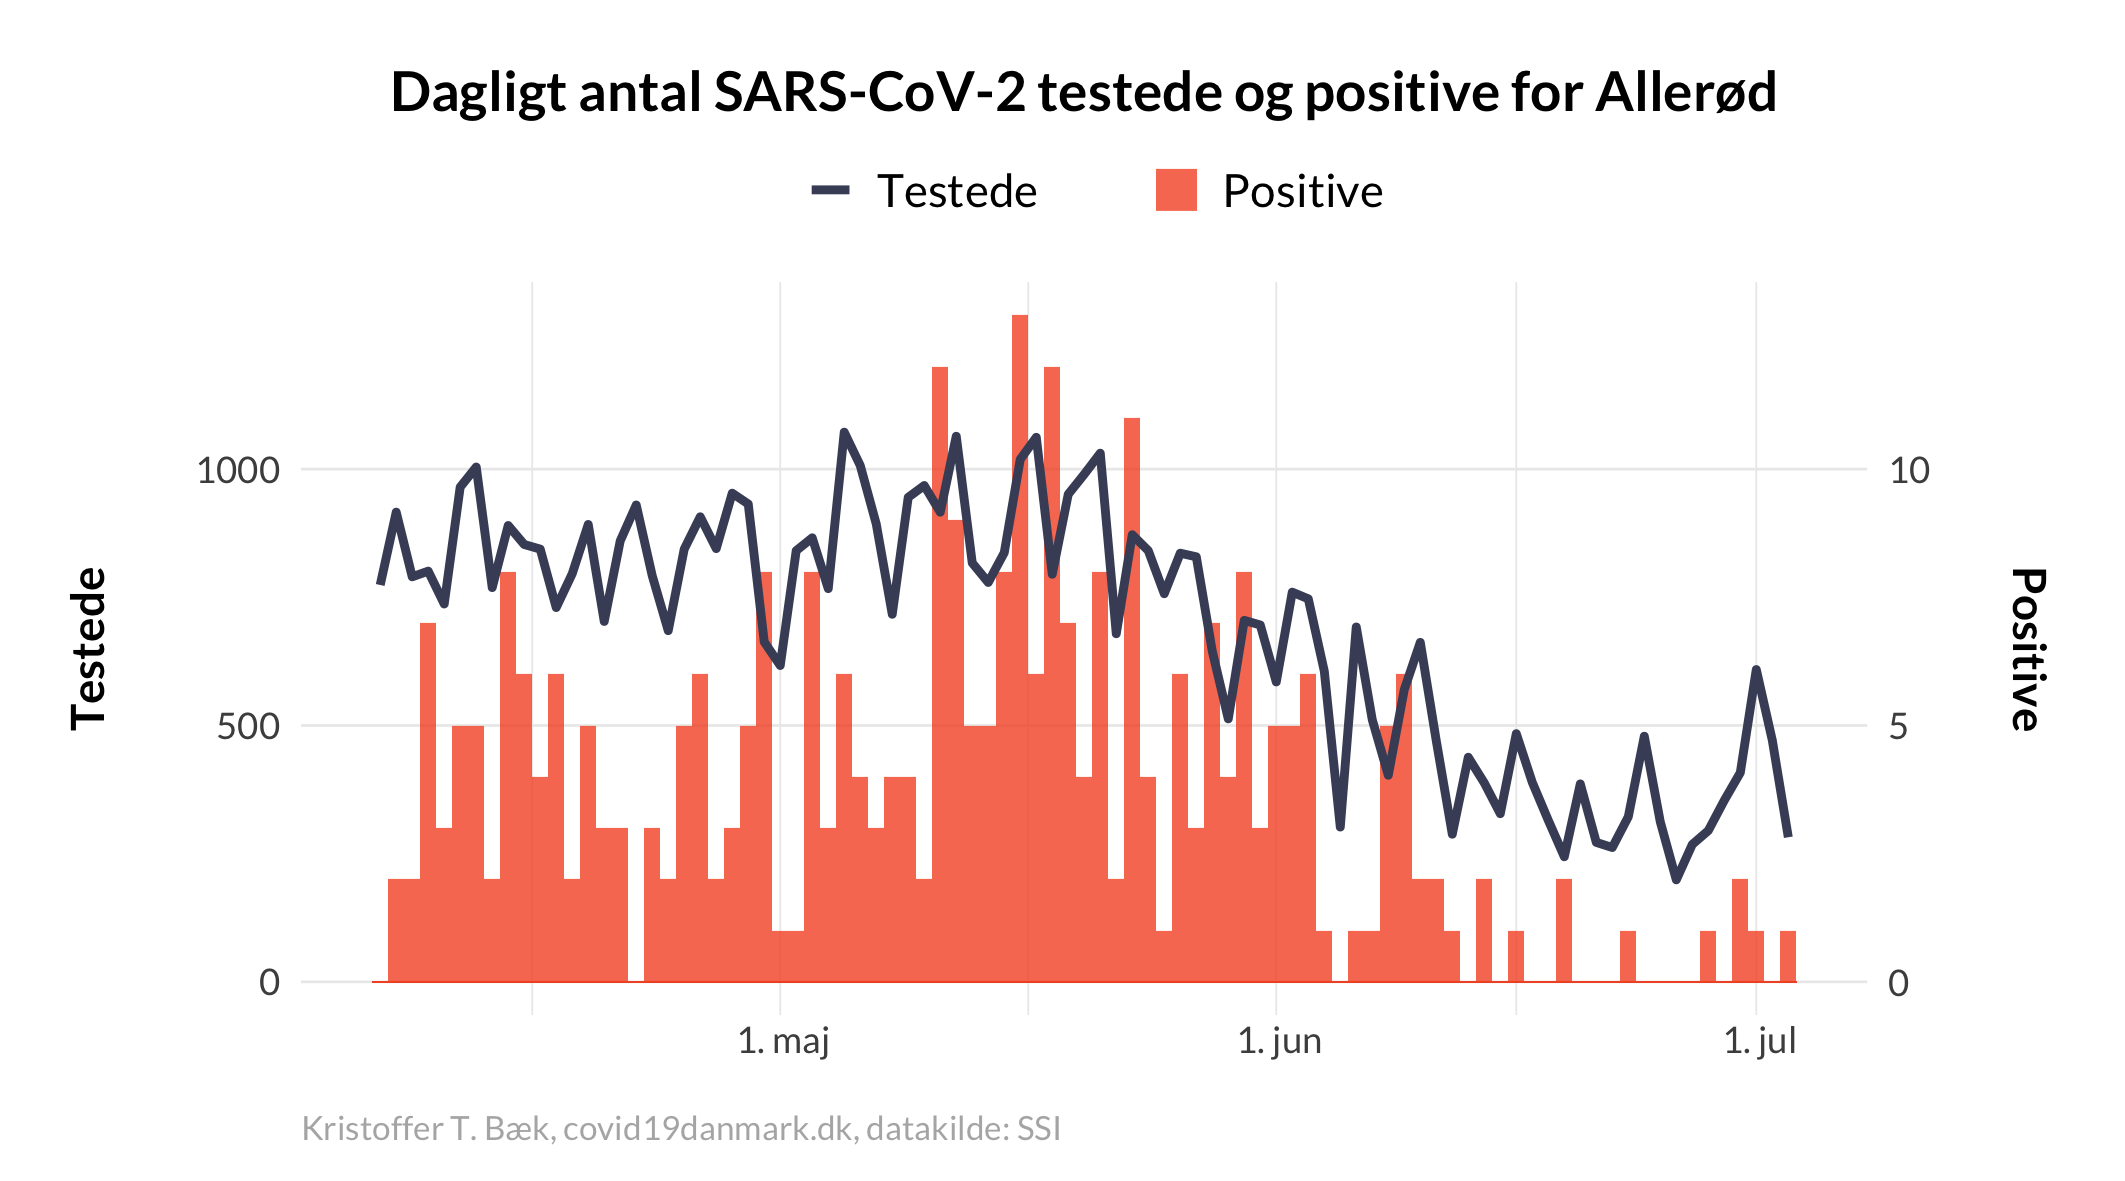 Dagligt antal SARS-CoV-2 testede og positive for Allerød
Testede
Positive
1000
500
0
Testede
10
5
0
Positive
1. maj
1. jun
1. jul
Kristoffer T. Bæk, covid19danmark.dk, datakilde: SSI